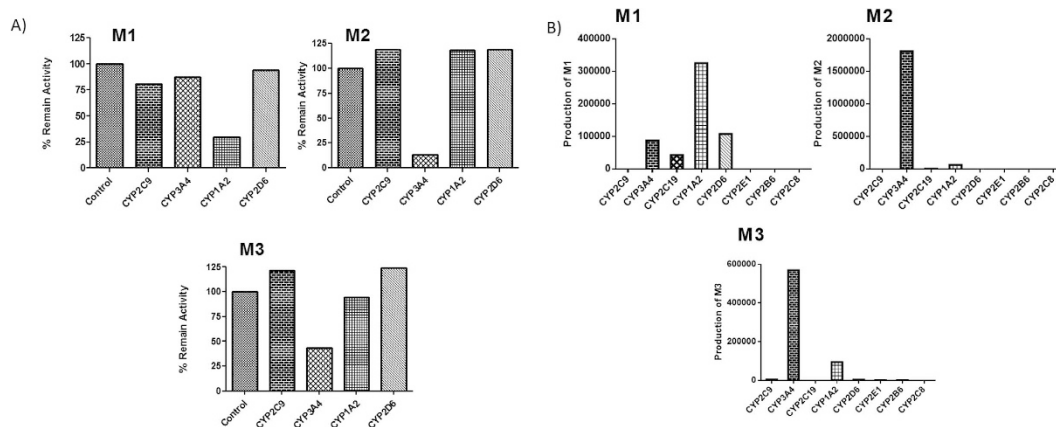 A)
M1
% Remain Activity
125
100
75
50
25
0
Control
CYP2C9
CYP3A4
CYP1A2
CYP2D6
M2
% Remain Activity
125
100
75
50
25
0
Control
CYP2C9
CYP3A4
CYP1A2
CYP2D6
M3
% Remain Activity
125
100
75
50
25
0
Control
CYP2C9
CYP3A4
CYP1A2
CYP2D6
B)
M1
Production of M1
400000
300000
200000
100000
0
CYP2C9
CYP3A4
CYP2C19
CYP1A2
CYP2D6
CYP2E1
CYP2B6
CYP2C8
M2
Production of M2
2000000
1500000
1000000
500000
0
CYP2C9
CYP3A4
CYP2C19
CYP1A2
CYP2D6
CYP2E1
CYP2B6
CYP2C8
M3
Production of M3
600000
400000
200000
0
CYP2C9
CYP3A4
CYP2C19
CYP1A2
CYP2D6
CYP2E1
CYP2B6
CYP2C8